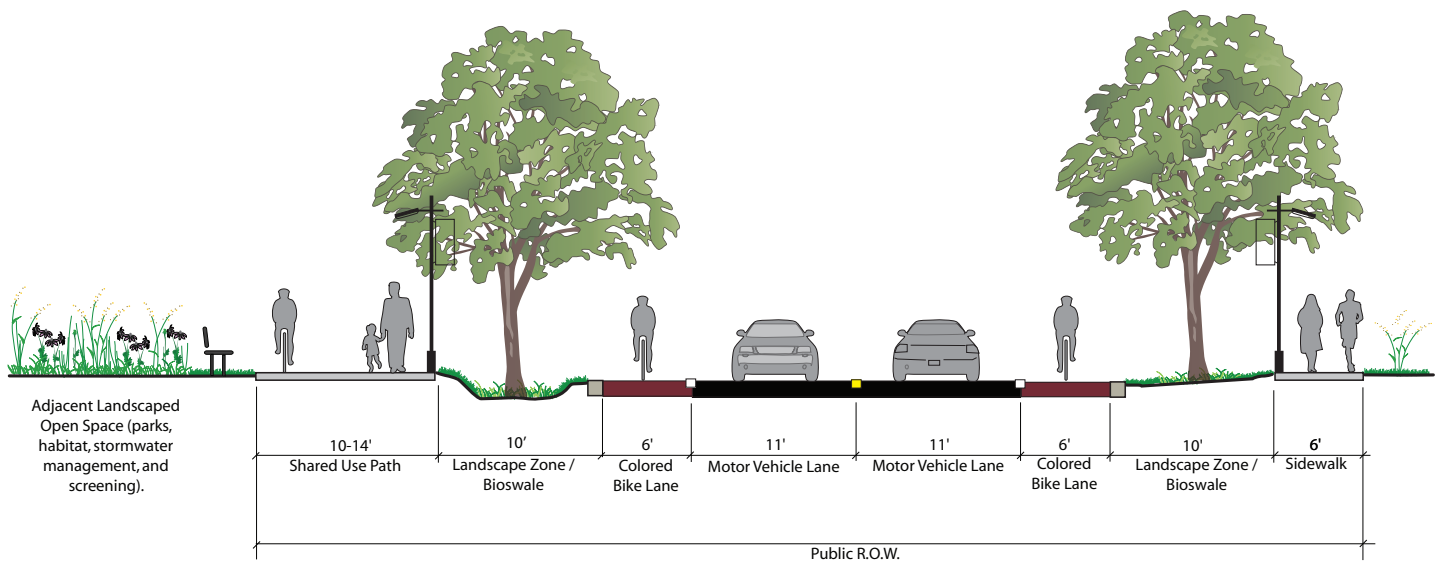 Adjacent Landscaped
Open Space (parks,
habitat, stormwater
management, and
screening).
10-14'
Shared Use Path
10'
Landscape Zone /
Bioswale
6'
Colored
Bike Lane
11'
Motor Vehicle Lane
11'
Motor Vehicle Lane
6'
Colored
Bike Lane
10'
Landscape Zone /
Bioswale
6'
Sidewalk
Public R.O.W.